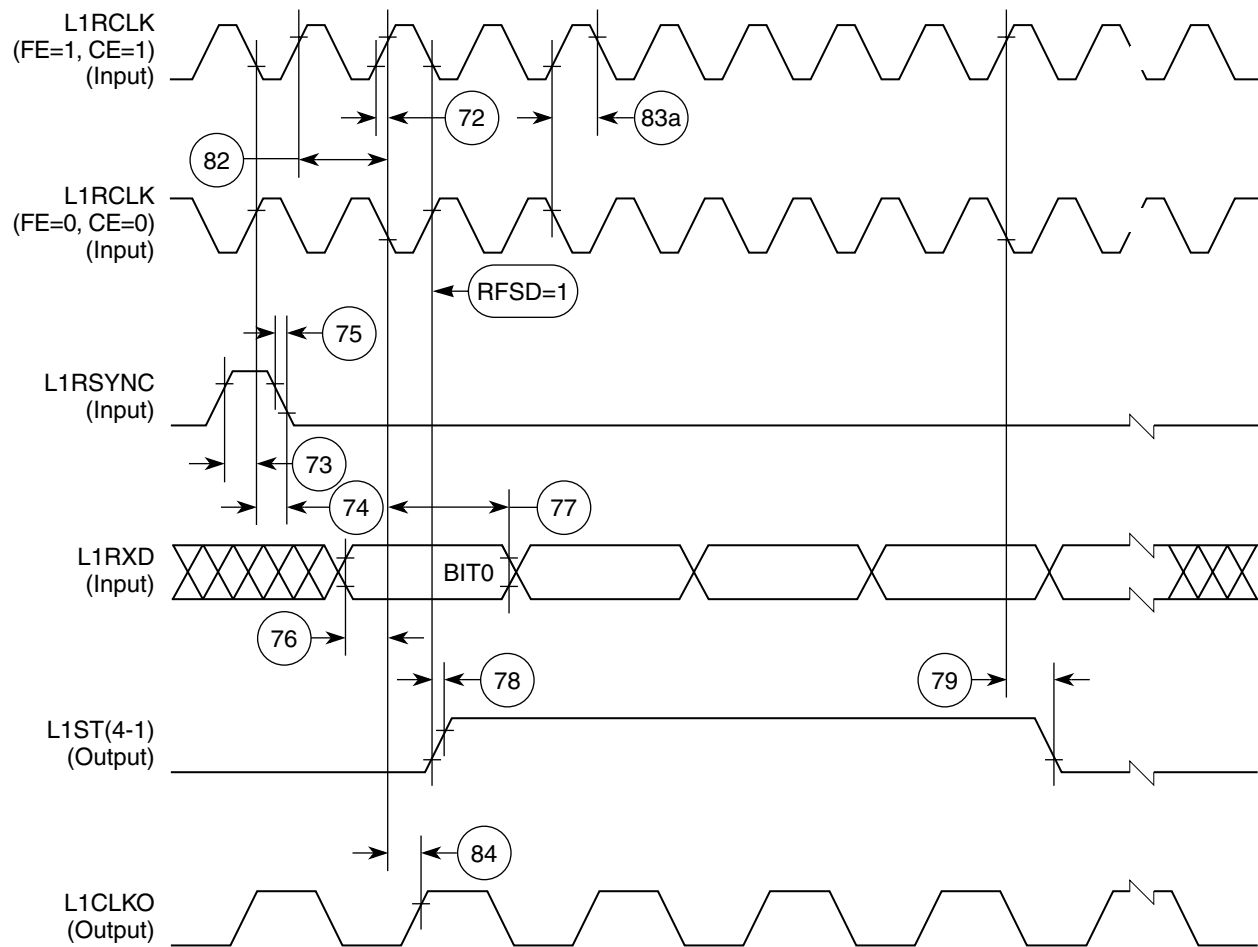 L1RCLK
(FE=1, CE=1)
(Input)
72
83a
82
L1RCLK
(FE=0, CE=0)
(Input)
RFSD=1
75
L1RSYNC
(Input)
73
74
77
L1RXD
(Input)
BIT0
76
78
79
L1ST(4-1)
(Output)
84
L1CLKO
(Output)